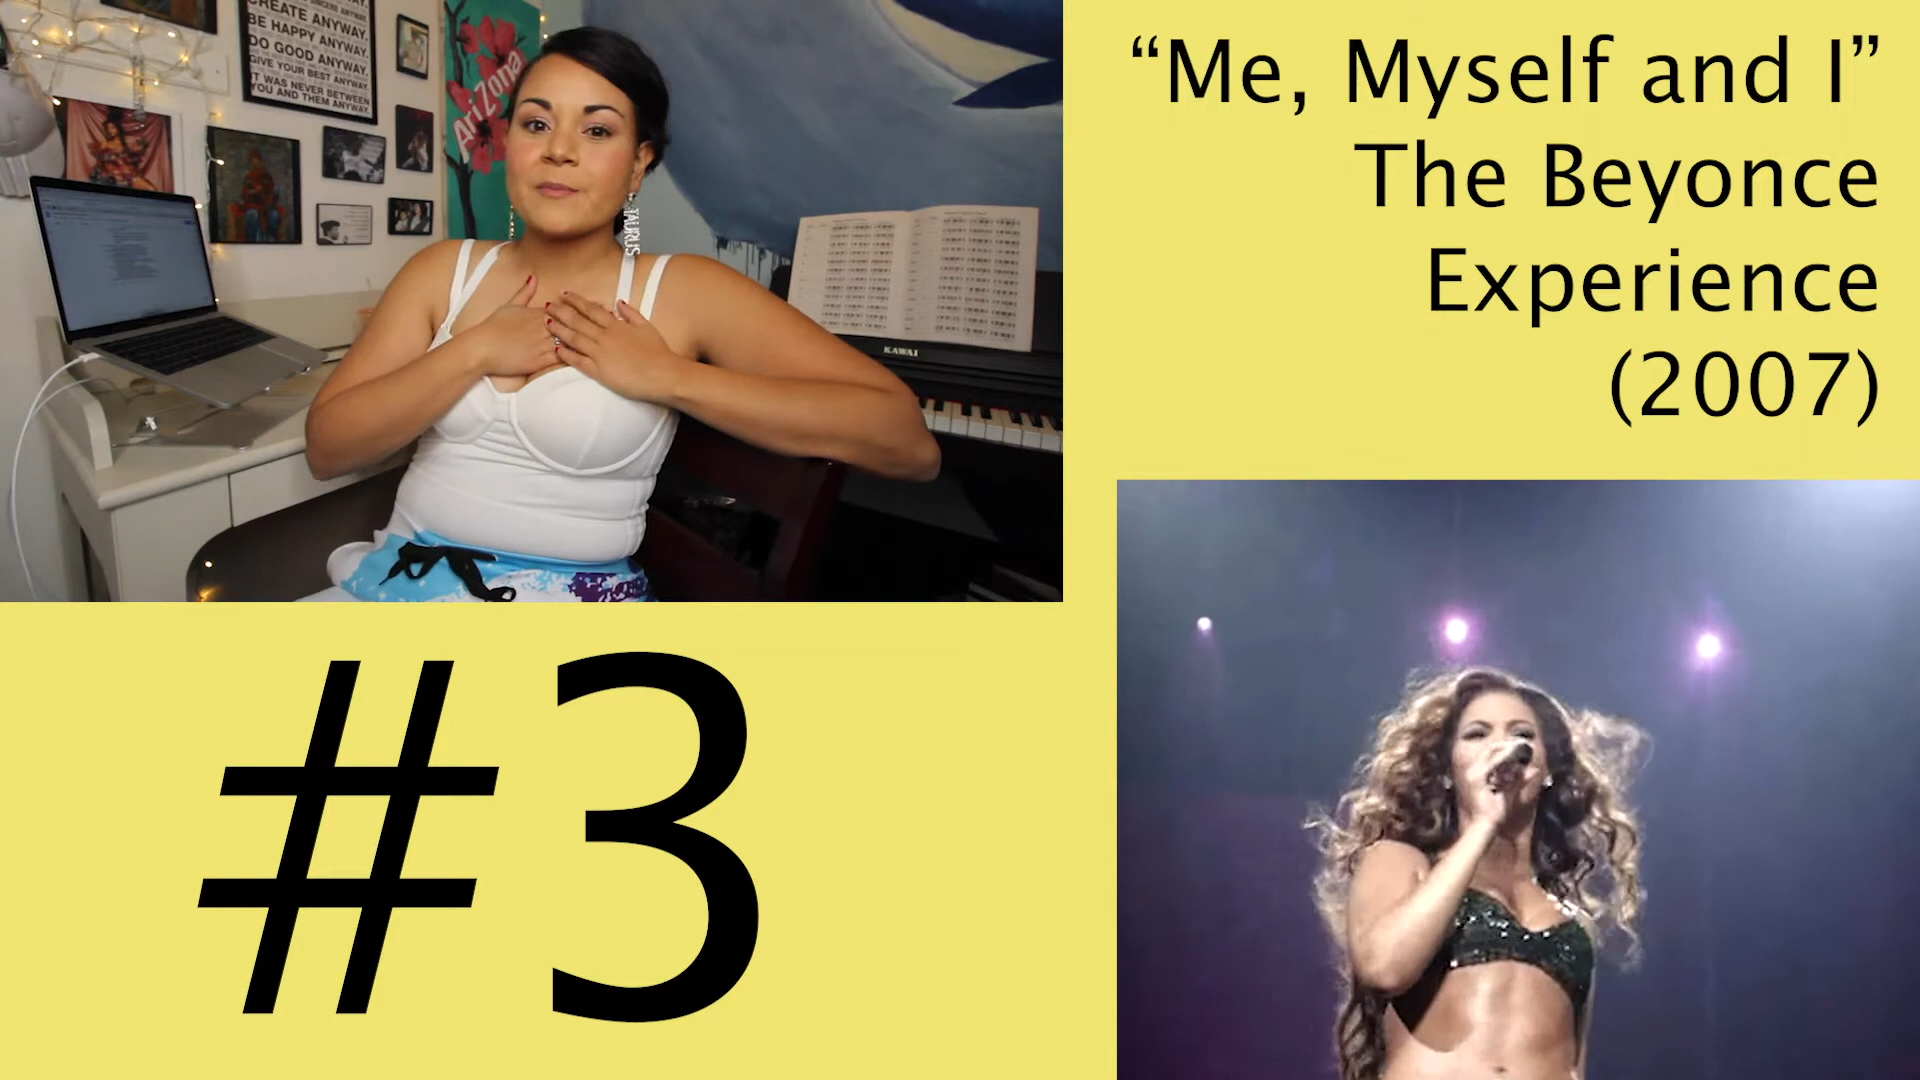 CREATE ANYWAY.
BE HAPPY ANYWAY.
DO GOOD ANYWAY.
GIVE YOUR BEST ANYWAY.
IT WAS NEVER BETWEEN
YOU AND THEM ANYWAY.
AriZona
TAURUS
KAWAI
“Me, Myself and I”
The Beyonce
Experience
(2007)
#3